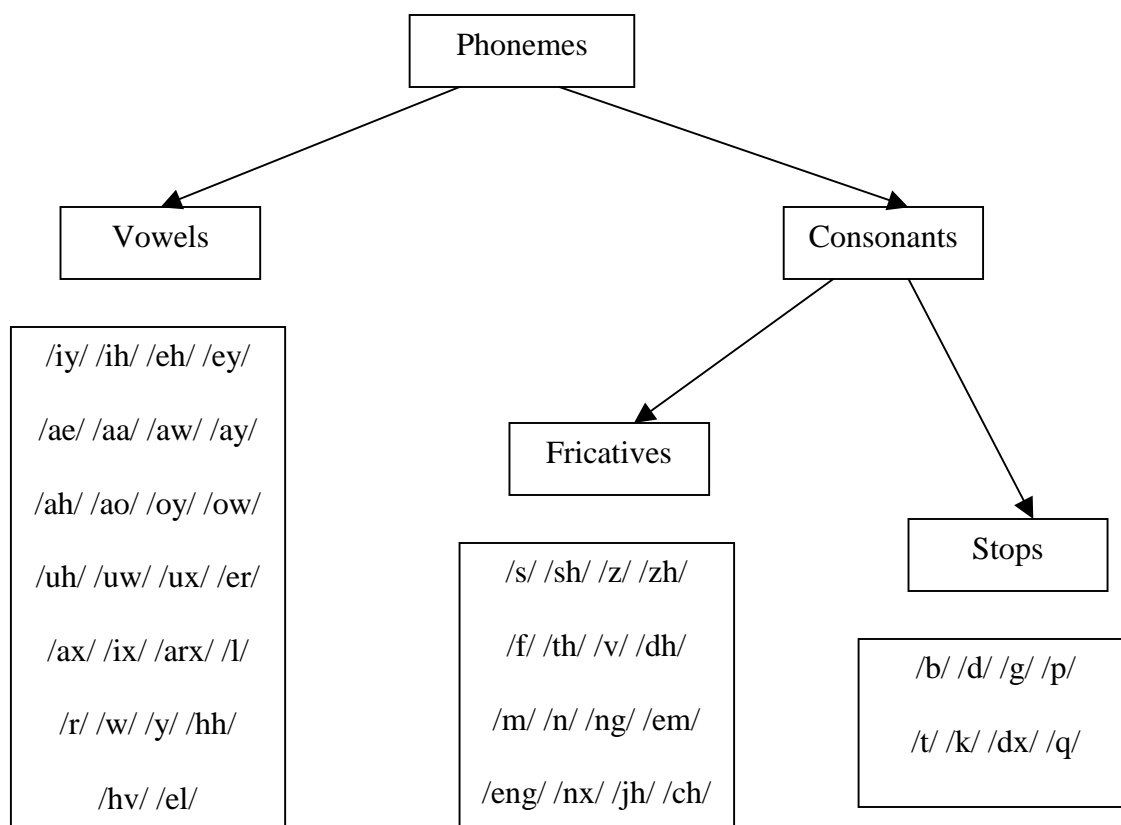 Phonemes
Vowels
Consonants
/iy/ /ih/ /eh/ /ey/
/ae/ /aa/ /aw/ /ay/
/ah/ /ao/ /oy/ /ow/
/uh/ /uw/ /ux/ /er/
/ax/ /ix/ /arx/ /l/
/r/ /w/ /y/ /hh/
/hv/ /el/
Fricatives
/s/ /sh/ /z/ /zh/
/f/ /th/ /v/ /dh/
/m/ /n/ /ng/ /em/
/eng/ /nx/ /jh/ /ch/
Stops
/b/ /d/ /g/ /p/
/t/ /k/ /dx/ /q/